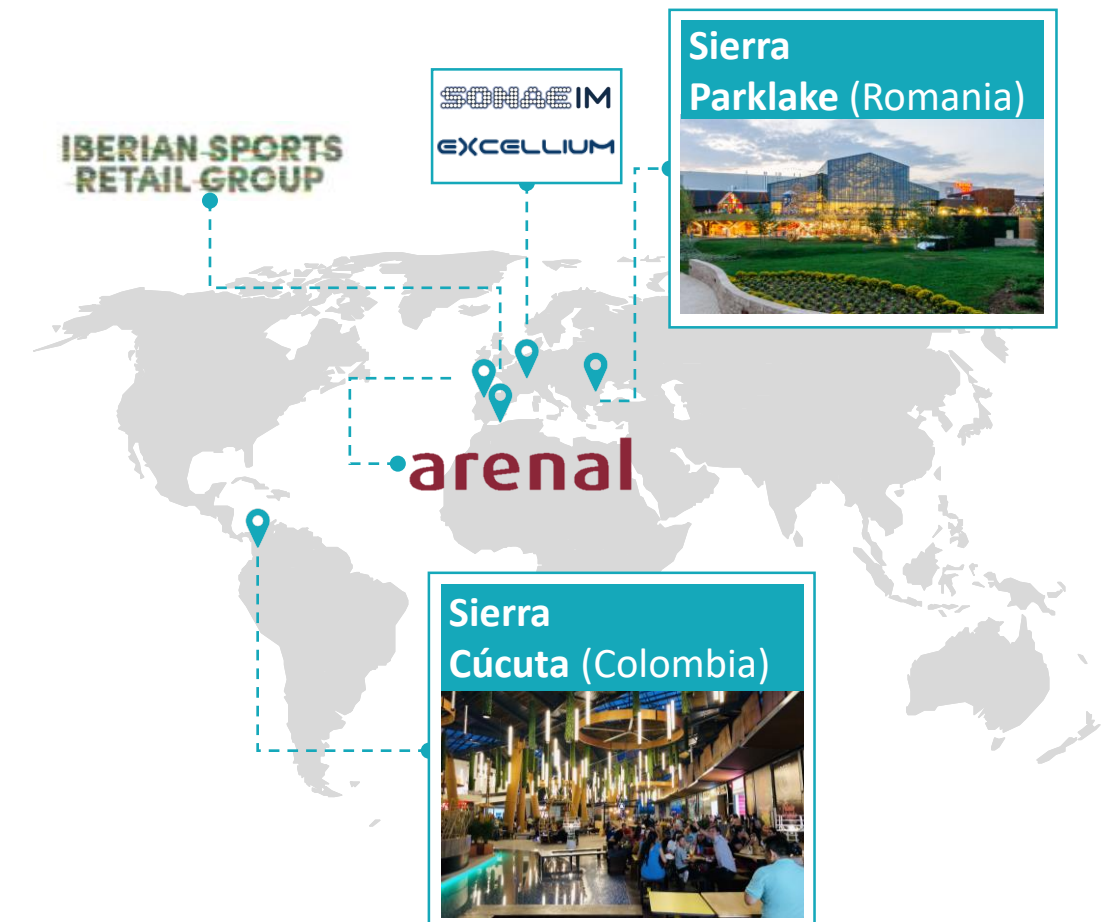 Sierra
Parklake (Romania)
SONAE IM
EXCELLIUM
IBERIAN SPORTS
RETAIL GROUP
arenal
Sierra
Cúcuta (Colombia)